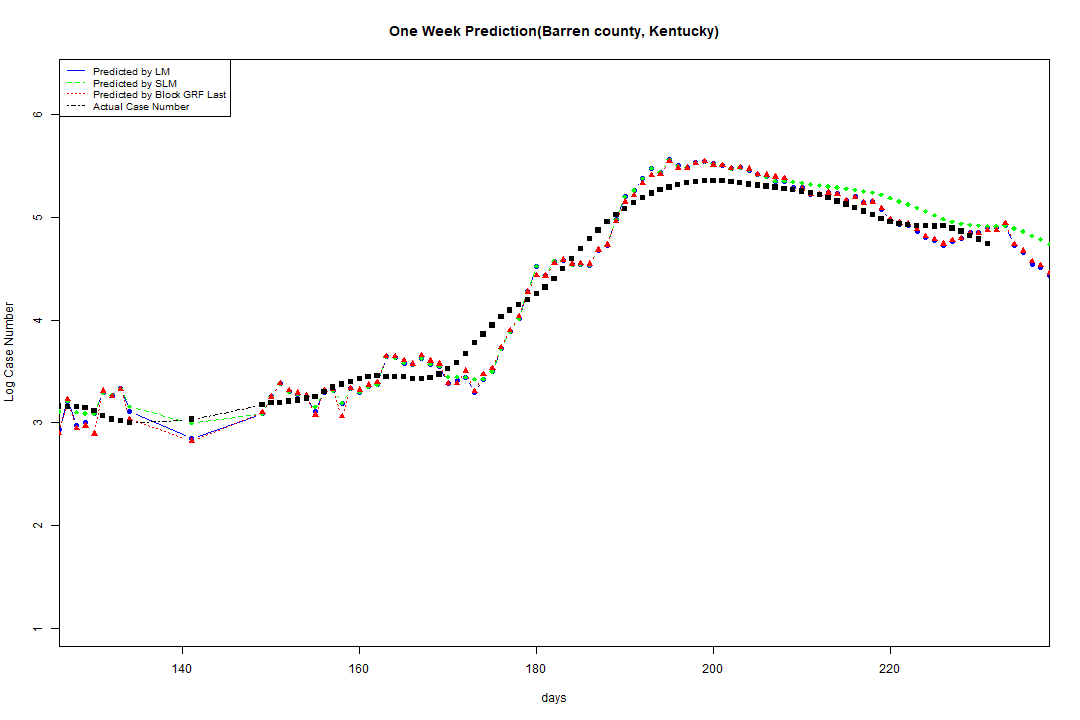 One Week Prediction(Barren county, Kentucky)
Predicted by LM
Predicted by SLM
Predicted by Block GRF Last
Actual Case Number
6
5
4
3
2
1
Log Case Number
140 160 180 200 220
days